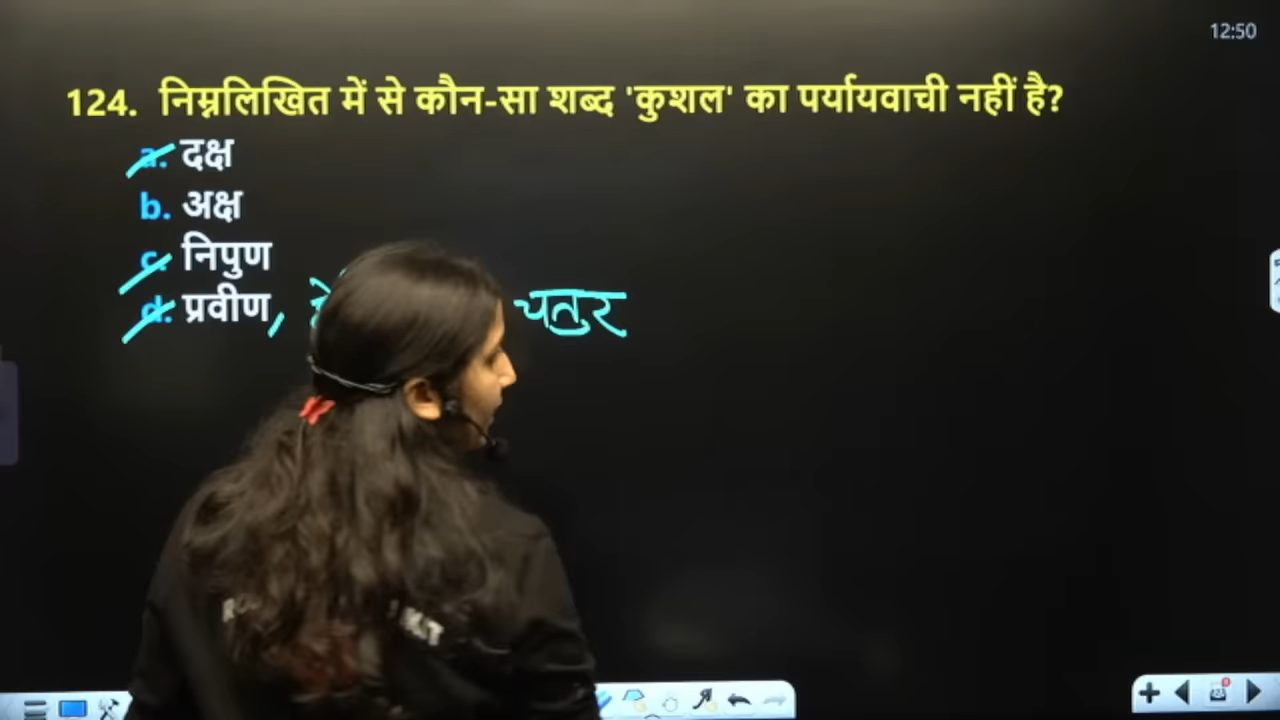 12:50
124. निम्नलिखित में से कौन-सा शब्द 'कुशल' का पर्यायवाची नहीं है?
a. दक्ष
b. अक्ष
c. निपुण
d. प्रवीण, चतुर